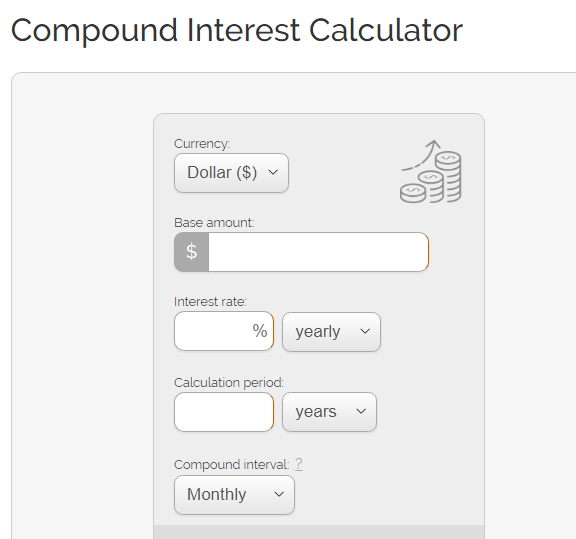 Compound Interest Calculator
Currency:
Dollar ($)
Base amount:
$
Interest rate:
% yearly
Calculation period:
years
Compound interval: ?
Monthly